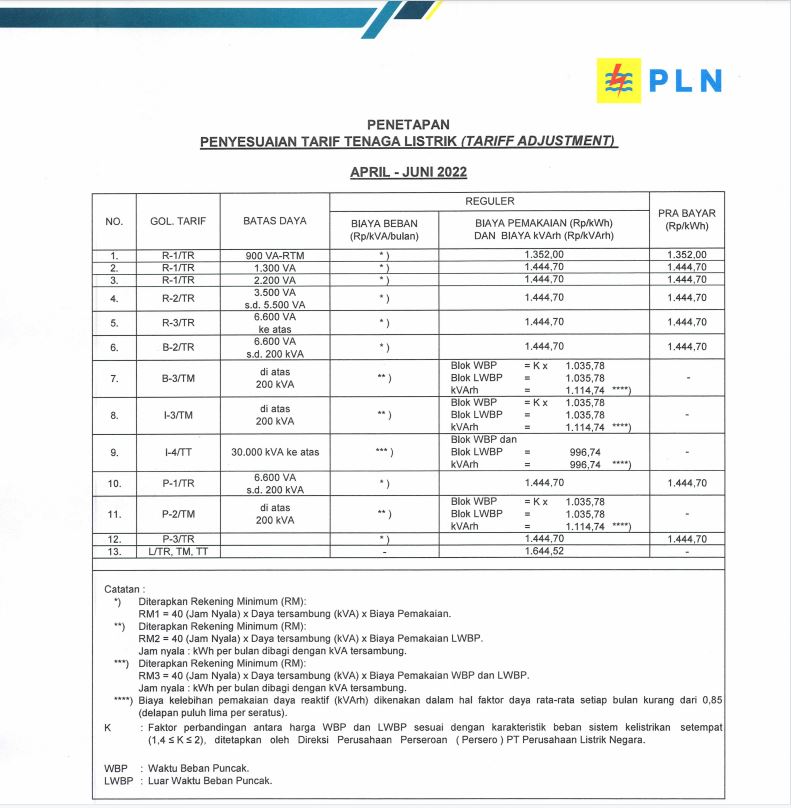 PLN
PENETAPAN
PENYESUAIAN TARIF TENAGA LISTRIK (TARIFF ADJUSTMENT)
APRIL - JUNI 2022
NO. GOL. TARIF BATAS DAYA REGULER PRA BAYAR (Rp/kWh)
BIAYA BEBAN (Rp/kVA/bulan) BIAYA PEMAKAIAN (Rp/kWh) DAN BIAYA kVArh (Rp/kVArh)
1. R-1/TR 900 VA-RTM *) 1.352,00 1.352,00
2. R-1/TR 1.300 VA *) 1.444,70 1.444,70
3. R-1/TR 2.200 VA *) 1.444,70 1.444,70
4. R-2/TR 3.500 VA s.d. 5.500 VA *) 1.444,70 1.444,70
5. R-3/TR 6.600 VA ke atas *) 1.444,70 1.444,70
6. B-2/TR 6.600 VA s.d. 200 kVA *) 1.444,70 1.444,70
7. B-3/TM di atas 200 kVA **) Blok WBP = K x 1.035,78 -
Blok LWBP = 1.035,78
kVArh = 1.114,74 ****)
8. I-3/TM di atas 200 kVA **) Blok WBP = K x 1.035,78 -
Blok LWBP = 1.035,78
kVArh = 1.114,74 ****)
9. I-4/TT 30.000 kVA ke atas ***) Blok WBP dan -
Blok LWBP = 996,74
kVArh = 996,74 ****)
10. P-1/TR 6.600 VA s.d. 200 kVA *) 1.444,70 1.444,70
11. P-2/TM di atas 200 kVA **) Blok WBP = K x 1.035,78 -
Blok LWBP = 1.035,78
kVArh = 1.114,74 ****)
12. P-3/TR *) 1.444,70 1.444,70
13. L/TR, TM, TT - 1.644,52 -
Catatan :
*) Diterapkan Rekening Minimum (RM):
RM1 = 40 (Jam Nyala) x Daya tersambung (kVA) x Biaya Pemakaian.
**) Diterapkan Rekening Minimum (RM):
RM2 = 40 (Jam Nyala) x Daya tersambung (kVA) x Biaya Pemakaian LWBP.
Jam nyala : kWh per bulan dibagi dengan kVA tersambung.
***) Diterapkan Rekening Minimum (RM):
RM3 = 40 (Jam Nyala) x Daya tersambung (kVA) x Biaya Pemakaian WBP dan LWBP.
Jam nyala : kWh per bulan dibagi dengan kVA tersambung.
****) Biaya kelebihan pemakaian daya reaktif (kVArh) dikenakan dalam hal faktor daya rata-rata setiap bulan kurang dari 0,85
(delapan puluh lima per seratus).
K : Faktor perbandingan antara harga WBP dan LWBP sesuai dengan karakteristik beban sistem kelistrikan setempat
(1,4 ≤ K ≤ 2), ditetapkan oleh Direksi Perusahaan Perseroan ( Persero ) PT Perusahaan Listrik Negara.
WBP : Waktu Beban Puncak.
LWBP : Luar Waktu Beban Puncak.